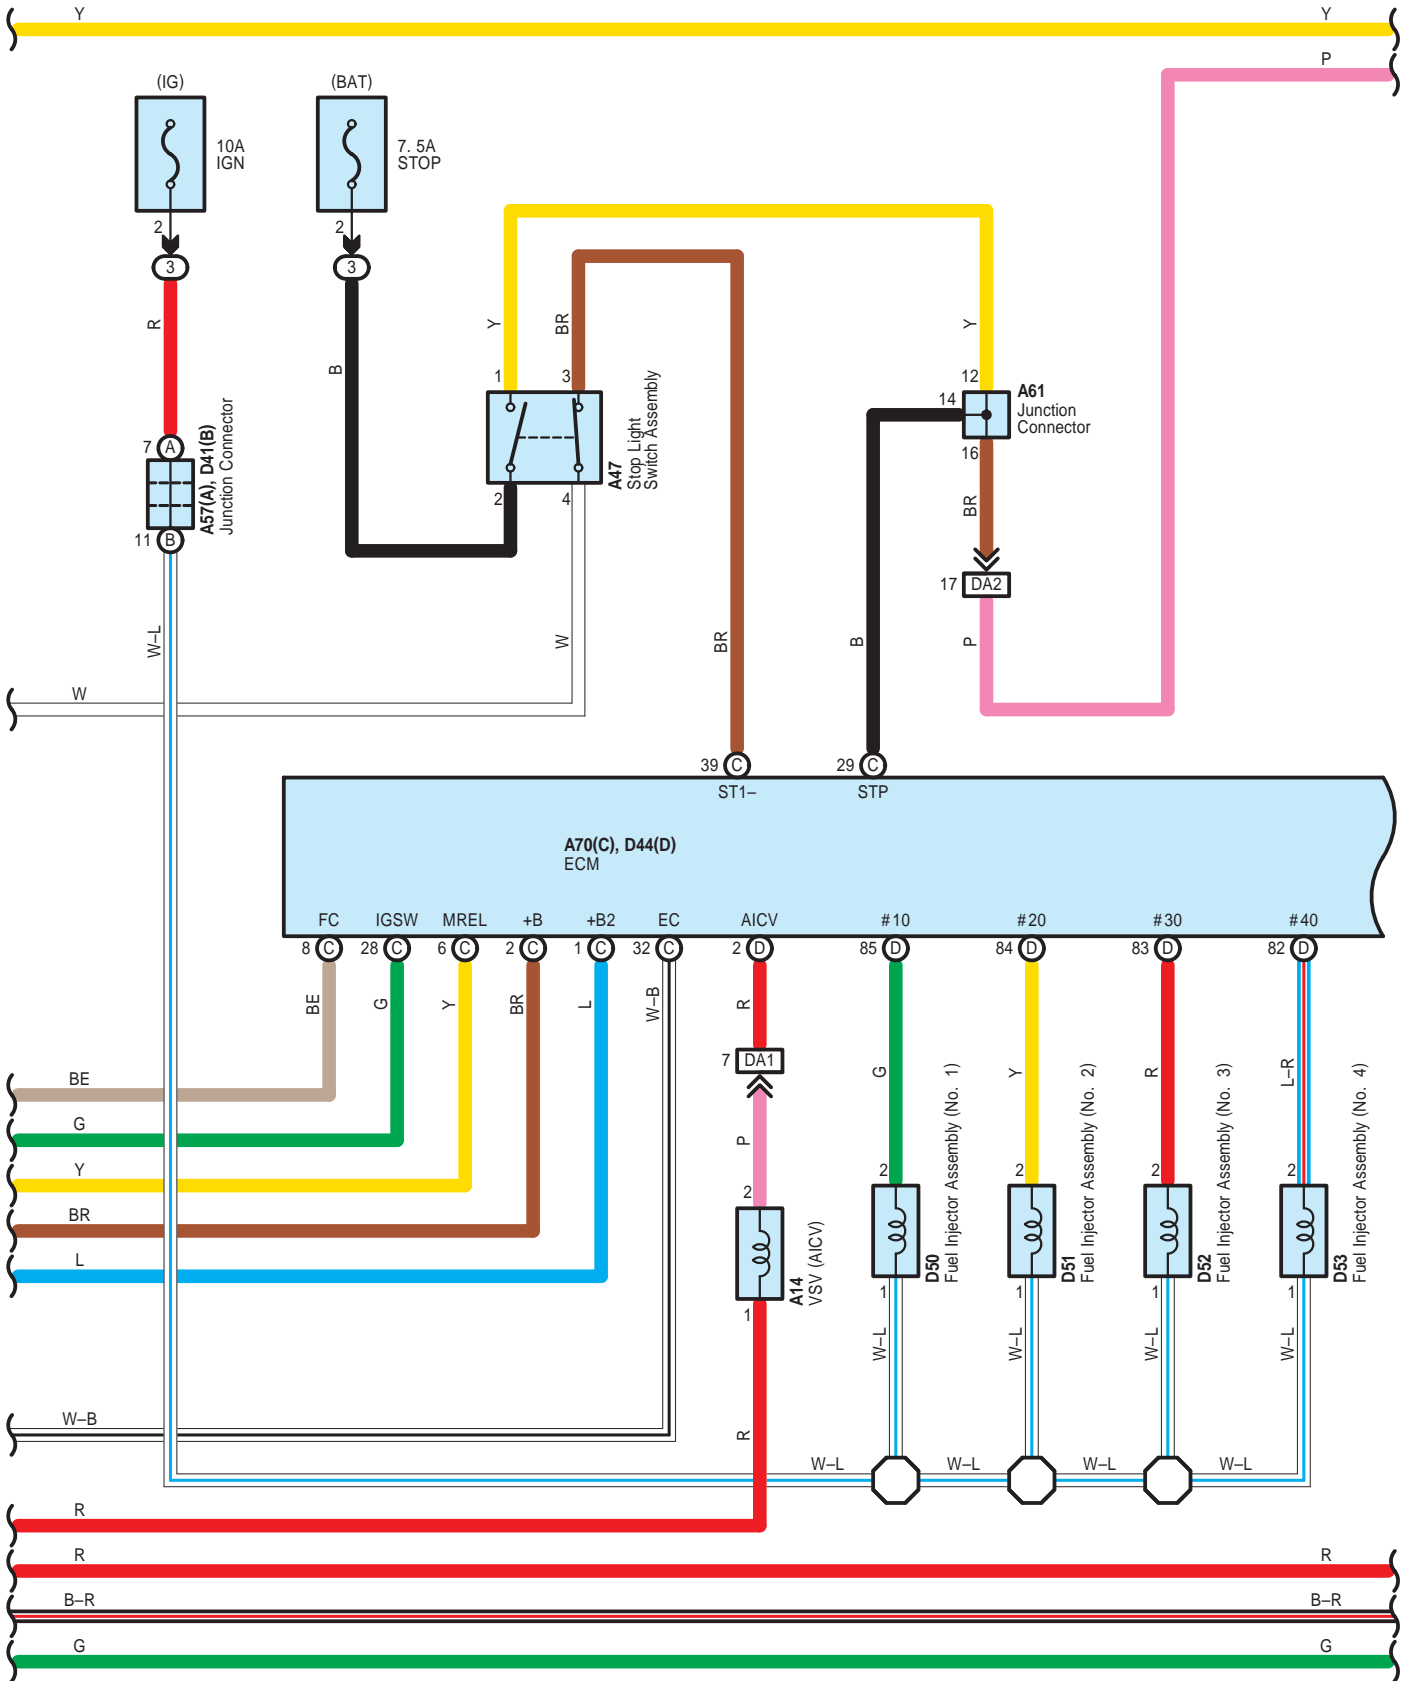 Y Y
P
(IG) (BAT)
10A
IGN
7. 5A
STOP
2 2
3 3
R
B
Y
BR
Y
1 3
12
14
A61
Junction
Connector
16
7 A
A57(A), D41(B)
Junction Connector
11 B
2 4
A47
Stop Light
Switch Assembly
BR
17 DA2
W–L
W
BR
B
P
W
39 C 29 C
ST1– STP
A70(C), D44(D)
ECM
FC IGSW MREL +B +B2 EC AICV #10 #20 #30 #40
8 C 28 C 6 C 2 C 1 C 32 C 2 D 85 D 84 D 83 D 82 D
BE
G
Y
BR
L
W–B
R
7 DA1
P
G
Y
R
L–R
BE
G
Y
BR
L
2
2 2 2 2
A14
VSV (AICV)
D50
Fuel Injector Assembly (No. 1)
D51
Fuel Injector Assembly (No. 2)
D52
Fuel Injector Assembly (No. 3)
D53
Fuel Injector Assembly (No. 4)
1
1 1 1 1
W–L W–L W–L W–L
W–B
R
W–L W–L W–L W–L
R
R R
B–R B–R
G G